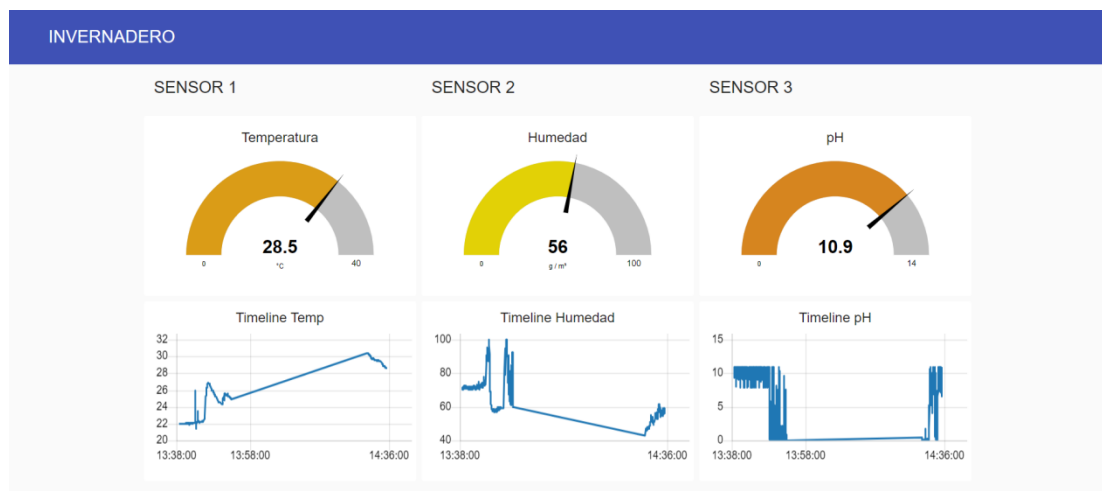 INVERNADERO
SENSOR 1
SENSOR 2
SENSOR 3
Temperatura
28.5
°C
0
40
Humedad
56
g / m³
0
100
pH
10.9
0
14
Timeline Temp
32
30
28
26
24
22
20
13:38:00
13:58:00
14:36:00
Timeline Humedad
100
80
60
40
13:38:00
14:36:00
Timeline pH
15
10
5
0
13:38:00
13:58:00
14:36:00